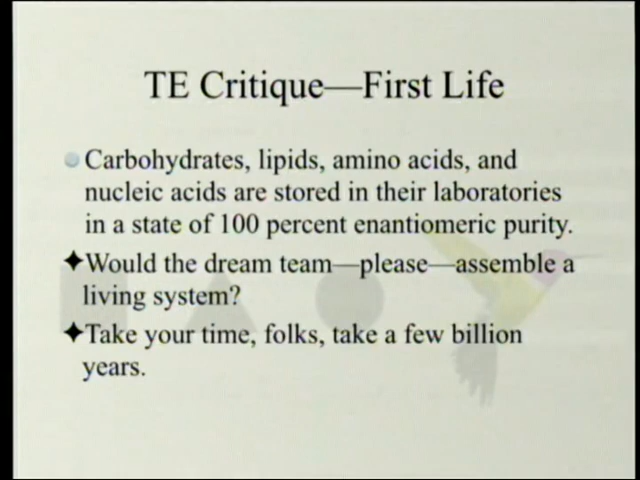 TE Critique—First Life
Carbohydrates, lipids, amino acids, and
nucleic acids are stored in their laboratories
in a state of 100 percent enantiomeric purity.
Would the dream team—please—assemble a
living system?
Take your time, folks, take a few billion
years.